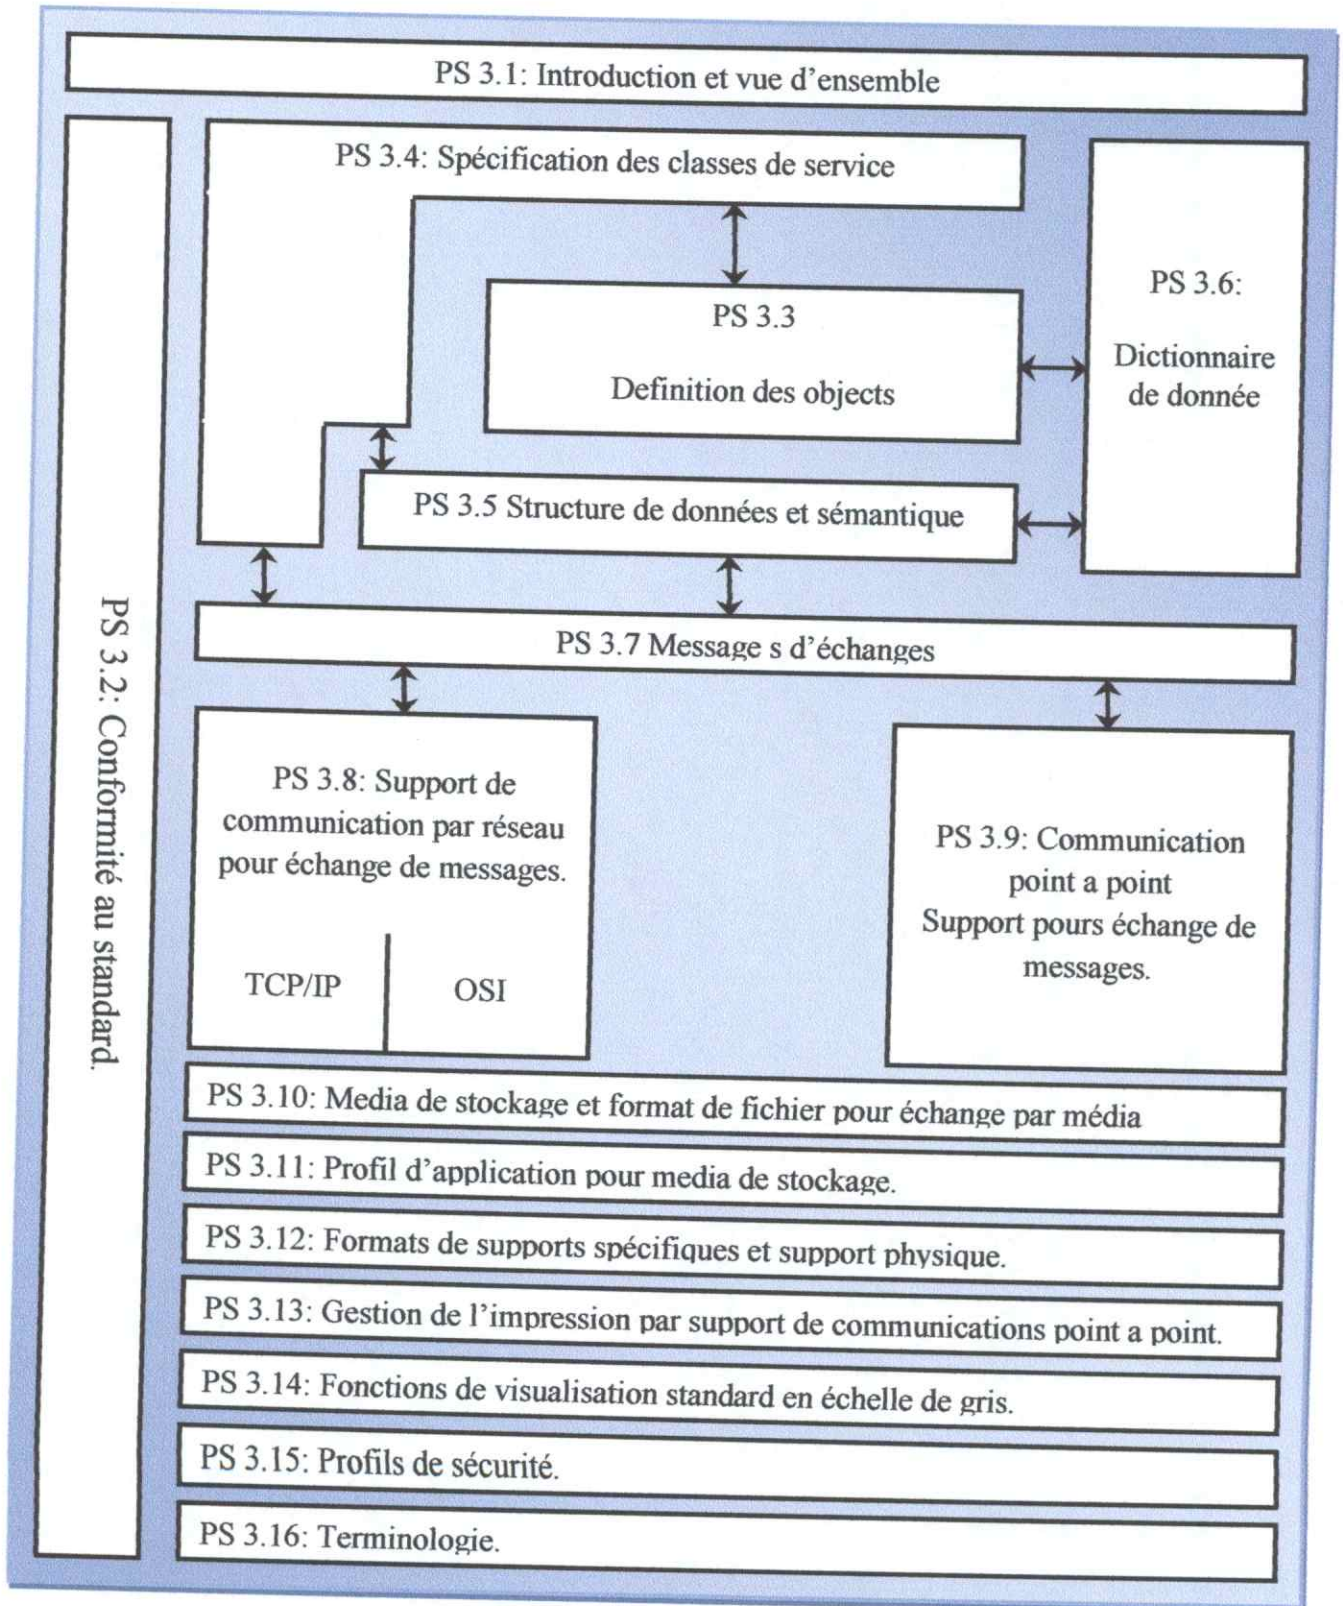 PS 3.1: Introduction et vue d'ensemble
PS 3.4: Spécification des classes de service
PS 3.6:
Dictionnaire
de donnée
PS 3.3
Definition des objects
PS 3.5 Structure de données et sémantique
PS 3.2: Conformité au standard.
PS 3.7 Message s d'échanges
PS 3.8: Support de
communication par réseau
pour échange de messages.
TCP/IP
OSI
PS 3.9: Communication
point a point
Support pours échange de
messages.
PS 3.10: Media de stockage et format de fichier pour échange par média
PS 3.11: Profil d'application pour media de stockage.
PS 3.12: Formats de supports spécifiques et support physique.
PS 3.13: Gestion de l'impression par support de communications point a point.
PS 3.14: Fonctions de visualisation standard en échelle de gris.
PS 3.15: Profils de sécurité.
PS 3.16: Terminologie.